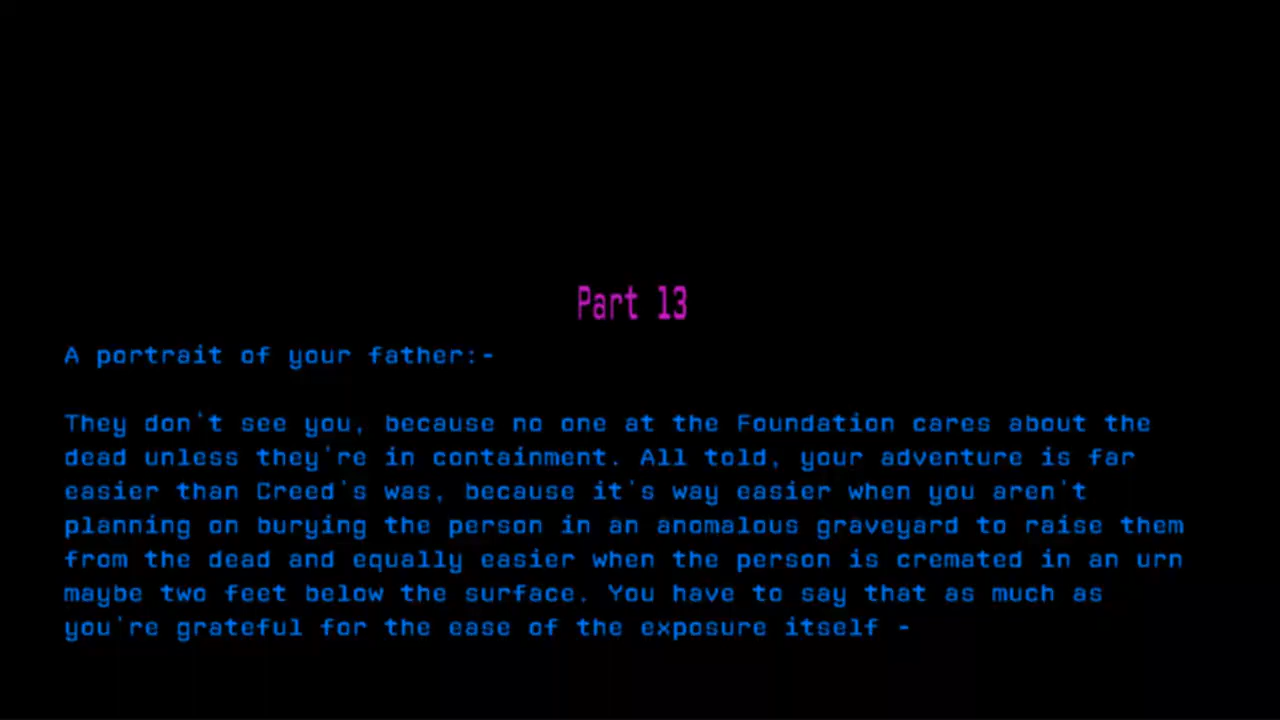 Part 13
A portrait of your father:-
They don't see you, because no one at the Foundation cares about the
dead unless they're in containment. All told, your adventure is far
easier than Creed's was, because it's way easier when you aren't
planning on burying the person in an anomalous graveyard to raise them
from the dead and equally easier when the person is cremated in an urn
maybe two feet below the surface. You have to say that as much as
you're grateful for the ease of the exposure itself -